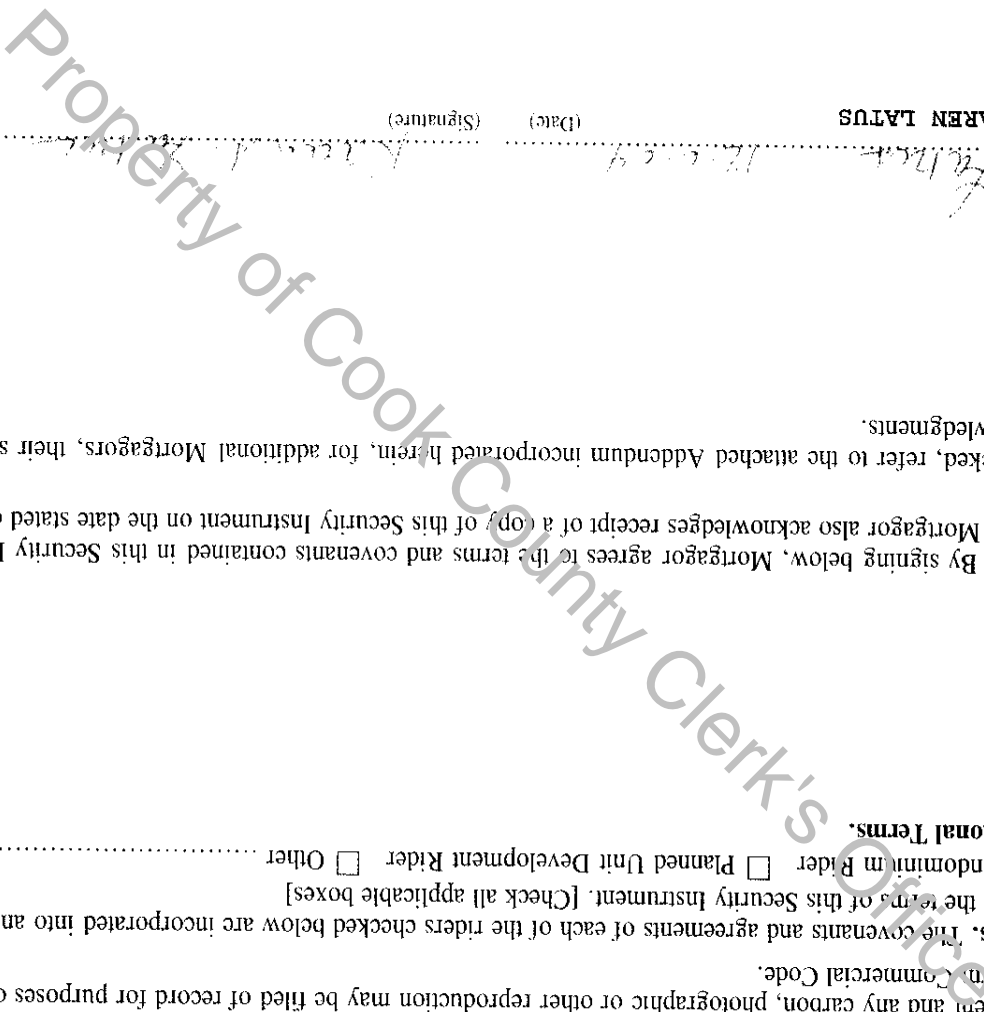 ent and any carbon, photographic or other reproduction may be filed of record for purposes o
rm Commercial Code.
s. The covenants and agreements of each of the riders checked below are incorporated into an
the terms of this Security Instrument. [Check all applicable boxes]
ndominium Rider ☐ Planned Unit Development Rider ☐ Other ........................................
onal Terms.
By signing below, Mortgagor agrees to the terms and covenants contained in this Security I
Mortgagor also acknowledges receipt of a copy of this Security Instrument on the date stated
cked, refer to the attached Addendum incorporated herein, for additional Mortgagors, their s
wledgments.
AREN LATUS (Date) (Signature)
Property of Cook County Clerk's Office